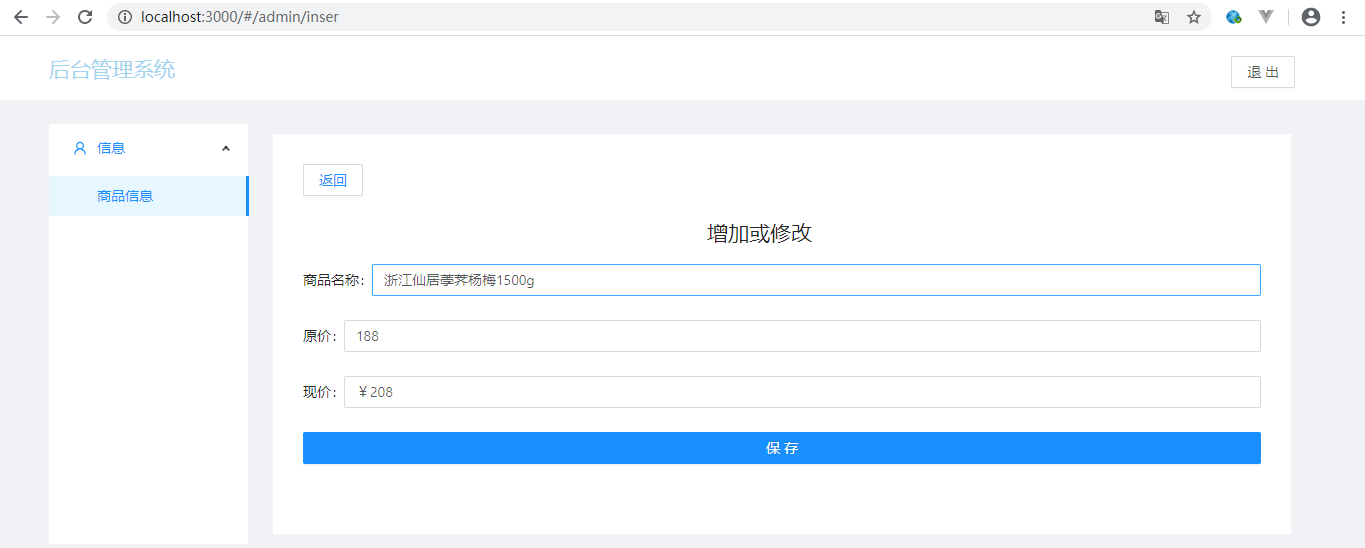 localhost:3000/#/admin/inser
后台管理系统
退 出
信息
商品信息
返回
增加或修改
商品名称: 浙江仙居荸荠杨梅1500g
原价: 188
现价: ￥208
保 存